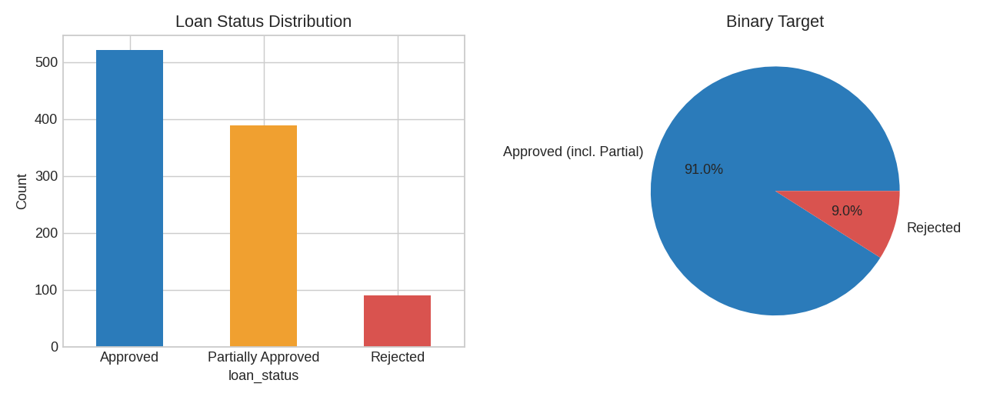 Loan Status Distribution
Count
500
400
300
200
100
0
Approved
Partially Approved
Rejected
loan_status
Binary Target
Approved (incl. Partial)
91.0%
9.0%
Rejected